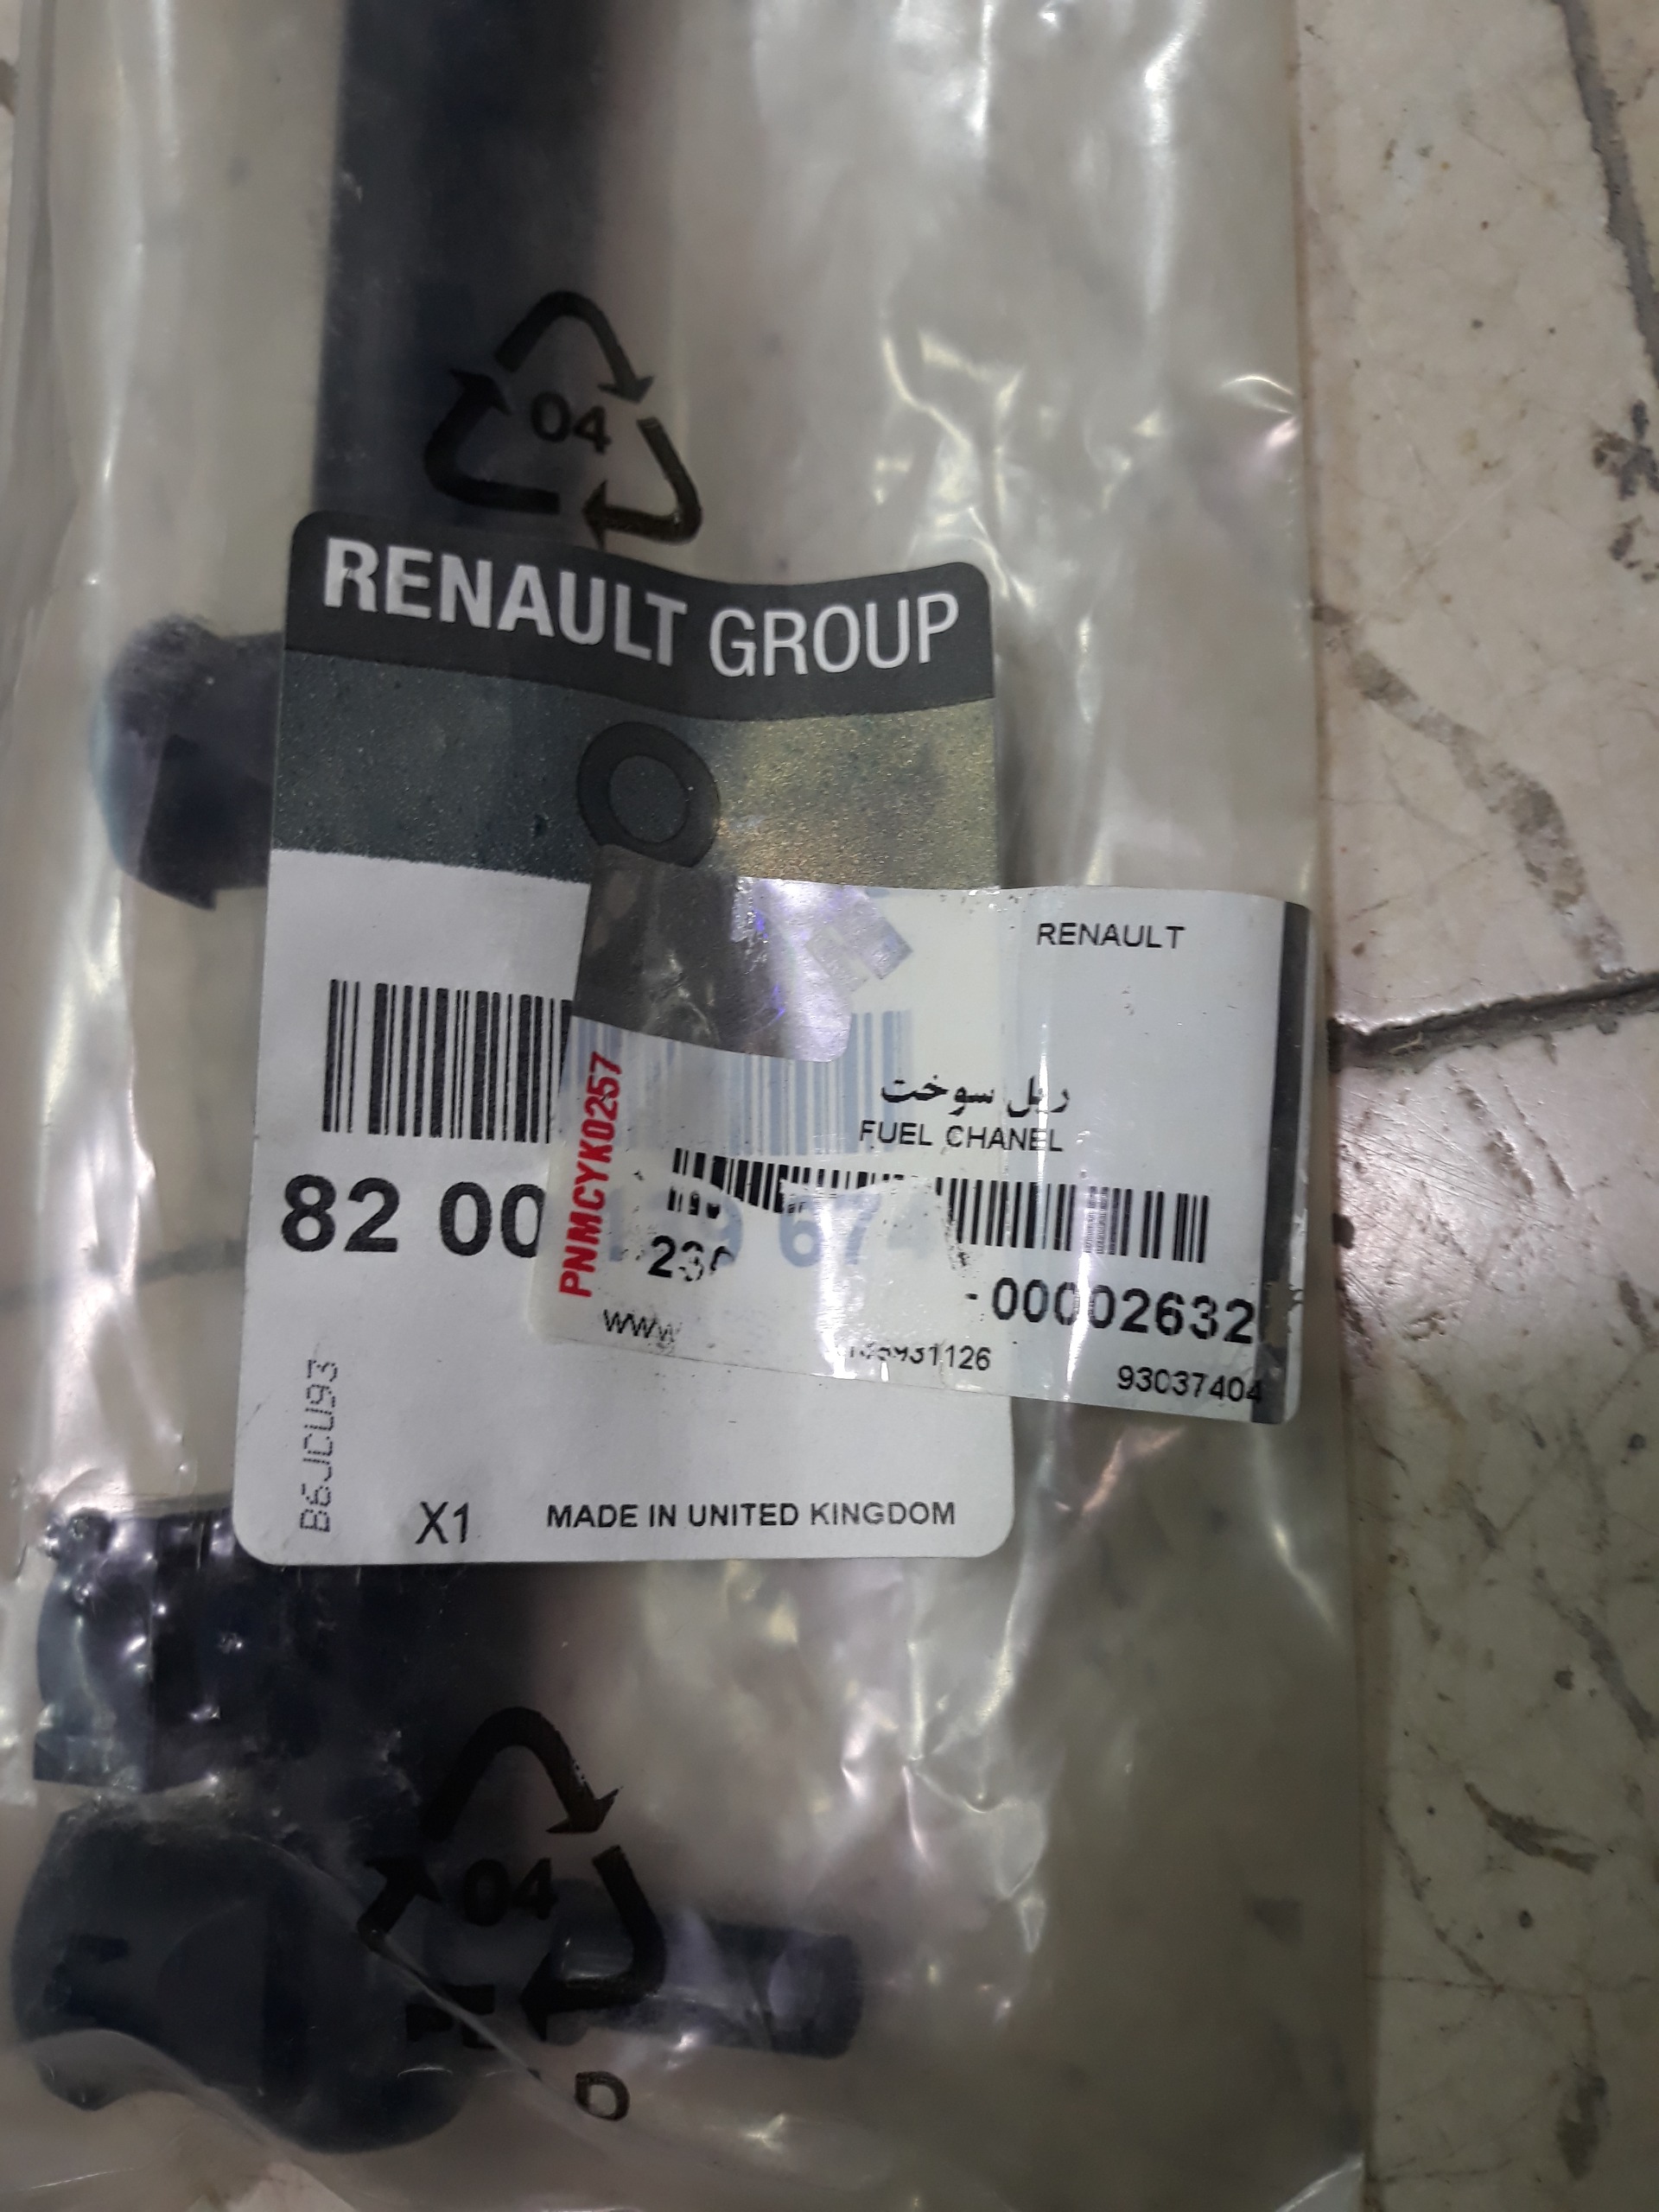 04
RENAULT GROUP
RENAULT
PNMCYK0257
ریل سوخت
FUEL CHANEL
82 00
-00002632
www
93037404
B6JCU93
X1
MADE IN UNITED KINGDOM
04
D